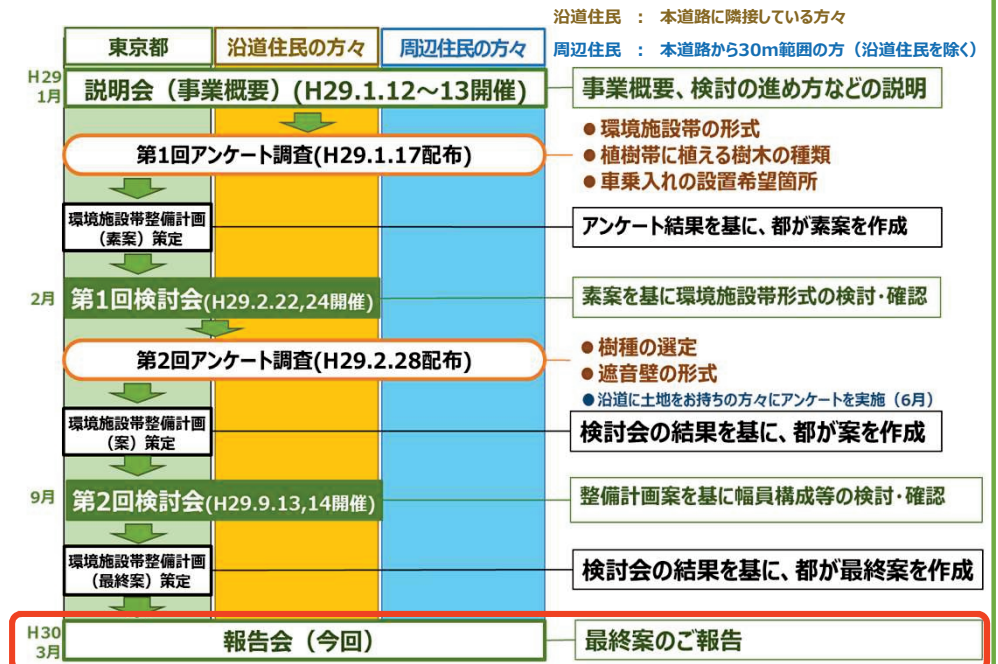 沿道住民 ： 本道路に隣接している方々
周辺住民 ： 本道路から30m範囲の方（沿道住民を除く）
東京都
沿道住民の方々
周辺住民の方々
H29
1月
説明会（事業概要）(H29.1.12～13開催)
事業概要、検討の進め方などの説明
第1回アンケート調査(H29.1.17配布)
●環境施設帯の形式
●植樹帯に植える樹木の種類
●車乗入れの設置希望箇所
環境施設帯整備計画
（素案）策定
アンケート結果を基に、都が素案を作成
2月
第1回検討会(H29.2.22,24開催)
素案を基に環境施設帯形式の検討・確認
第2回アンケート調査(H29.2.28配布)
●樹種の選定
●遮音壁の形式
●沿道に土地をお持ちの方々にアンケートを実施（6月）
環境施設帯整備計画
（案）策定
検討会の結果を基に、都が案を作成
9月
第2回検討会(H29.9.13,14開催)
整備計画案を基に幅員構成等の検討・確認
環境施設帯整備計画
（最終案）策定
検討会の結果を基に、都が最終案を作成
H30
3月
報告会（今回）
最終案のご報告